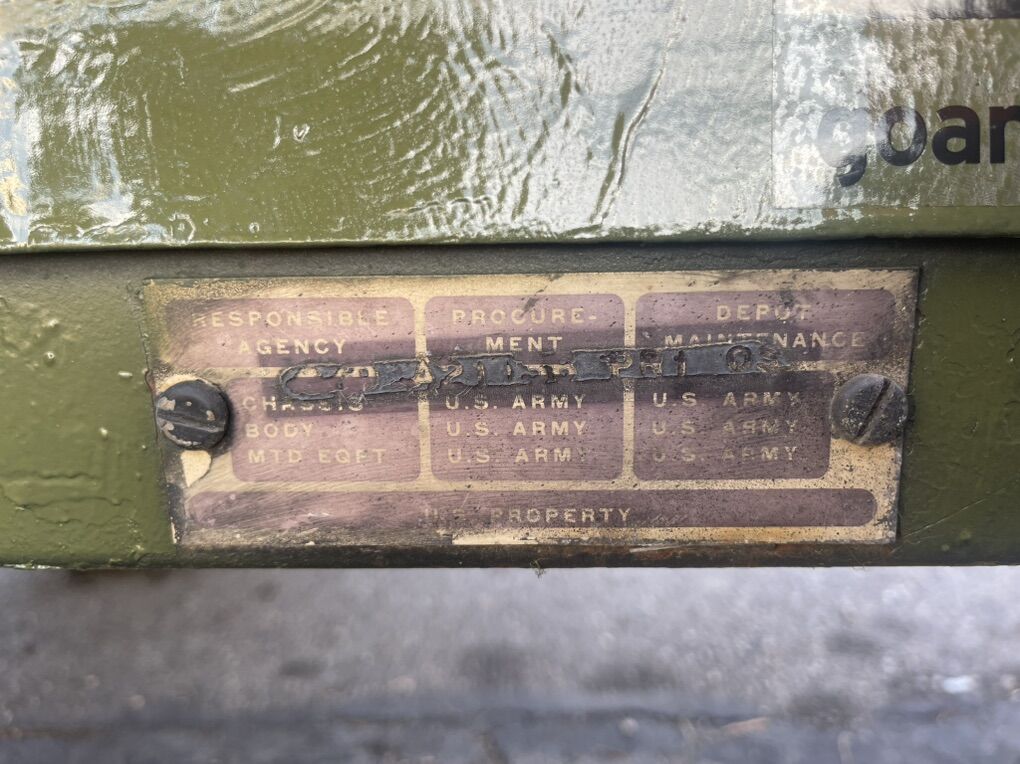 goar
RESPONSIBLE AGENCY
PROCURE-MENT
DEPOT MAINTENANCE
CHASSIS U.S. ARMY U.S. ARMY
BODY U.S. ARMY U.S. ARMY
MTD EQPT U.S. ARMY U.S. ARMY
U.S. PROPERTY